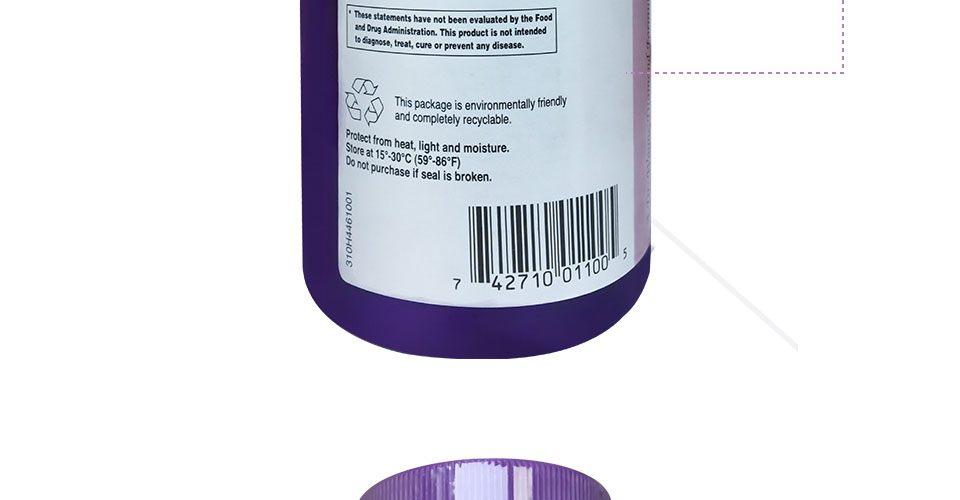 * These statements have not been evaluated by the Food
and Drug Administration. This product is not intended
to diagnose, treat, cure or prevent any disease.
This package is environmentally friendly
and completely recyclable.
Protect from heat, light and moisture.
Store at 15°-30°C (59°-86°F)
Do not purchase if seal is broken.
310H4461001
7 42710 01100 5